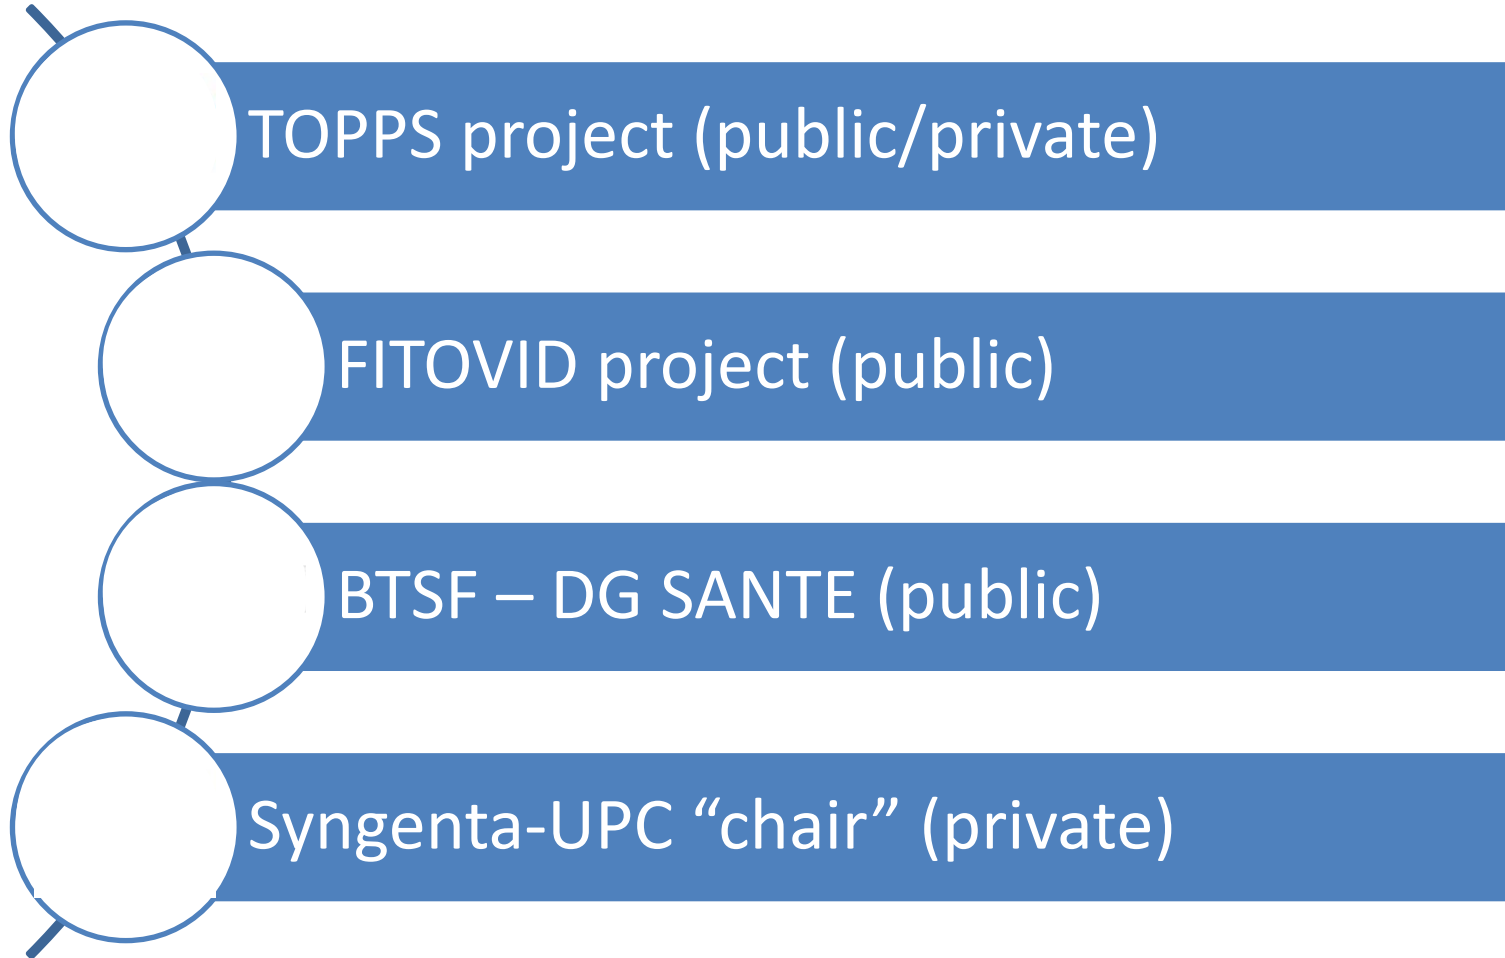 TOPPS project (public/private)
FITOVID project (public)
BTSF – DG SANTE (public)
Syngenta-UPC “chair” (private)